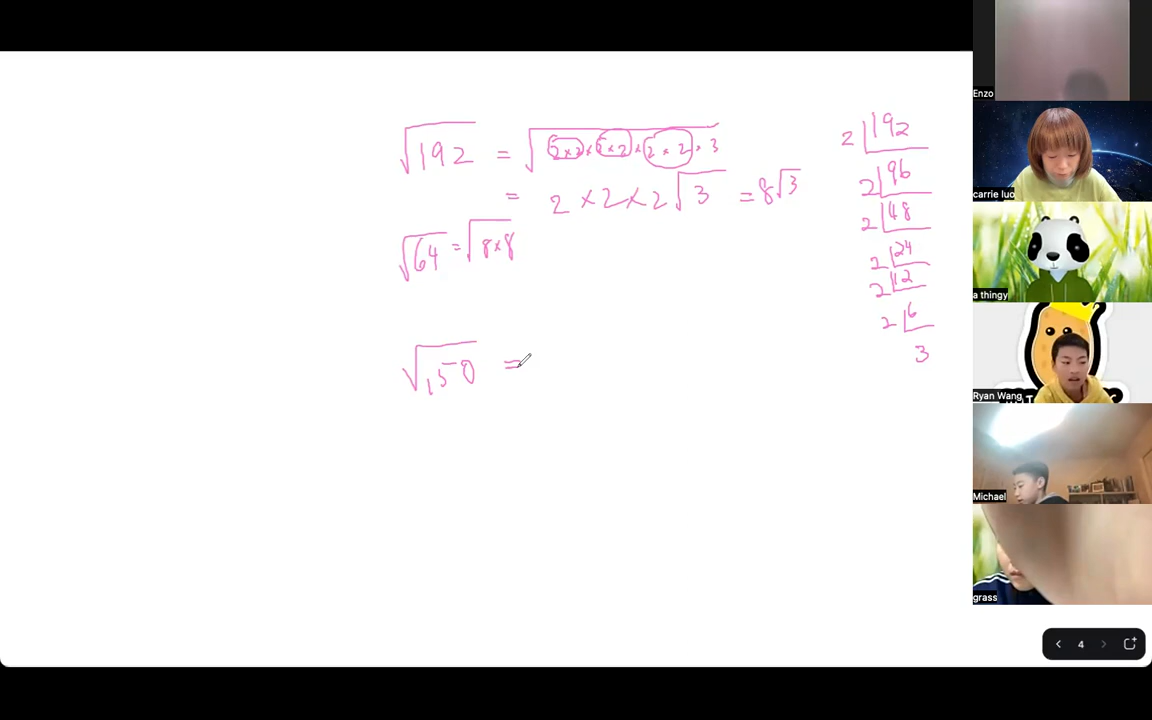 √192 = √2×2×2×2×2×2×3
= 2×2×2√3 = 8√3
√64 = √8×8
√150 =
2 192
2 96
2 48
2 24
2 12
2 6
3
Enzo
carrie luo
a thingy
Ryan Wang
Michael
grass
4